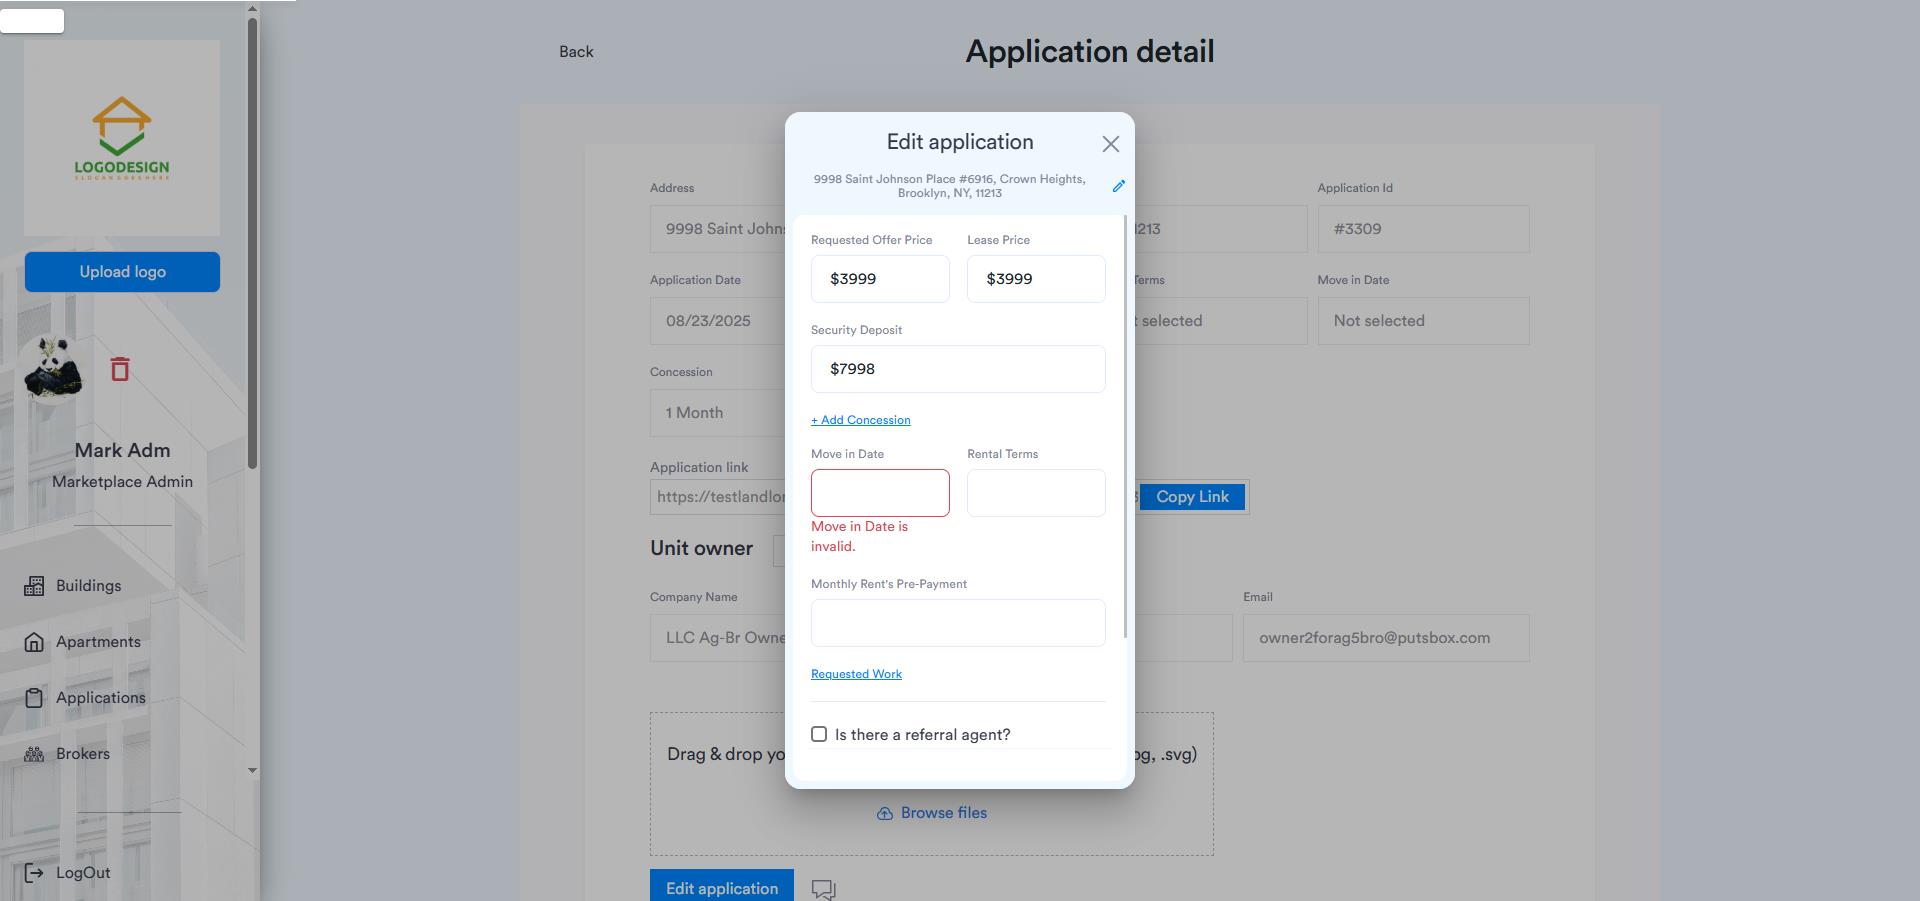 LOGODESIGN
SLOGAN GOES HERE
Upload logo
Mark Adm
Marketplace Admin
Buildings
Apartments
Applications
Brokers
LogOut
Back
Application detail
Address
9998 Saint Johns
1213
Application Id
#3309
Application Date
08/23/2025
Terms
t selected
Move in Date
Not selected
Concession
1 Month
Application link
https://testlandlor
Copy Link
Unit owner
Company Name
LLC Ag-Br Owne
Email
owner2forag5bro@putsbox.com
Drag & drop yo
pg, .svg)
Browse files
Edit application
Edit application
9998 Saint Johnson Place #6916, Crown Heights,
Brooklyn, NY, 11213
Requested Offer Price
Lease Price
$3999
$3999
Security Deposit
$7998
+ Add Concession
Move in Date
Rental Terms
Move in Date is
invalid.
Monthly Rent's Pre-Payment
Requested Work
Is there a referral agent?